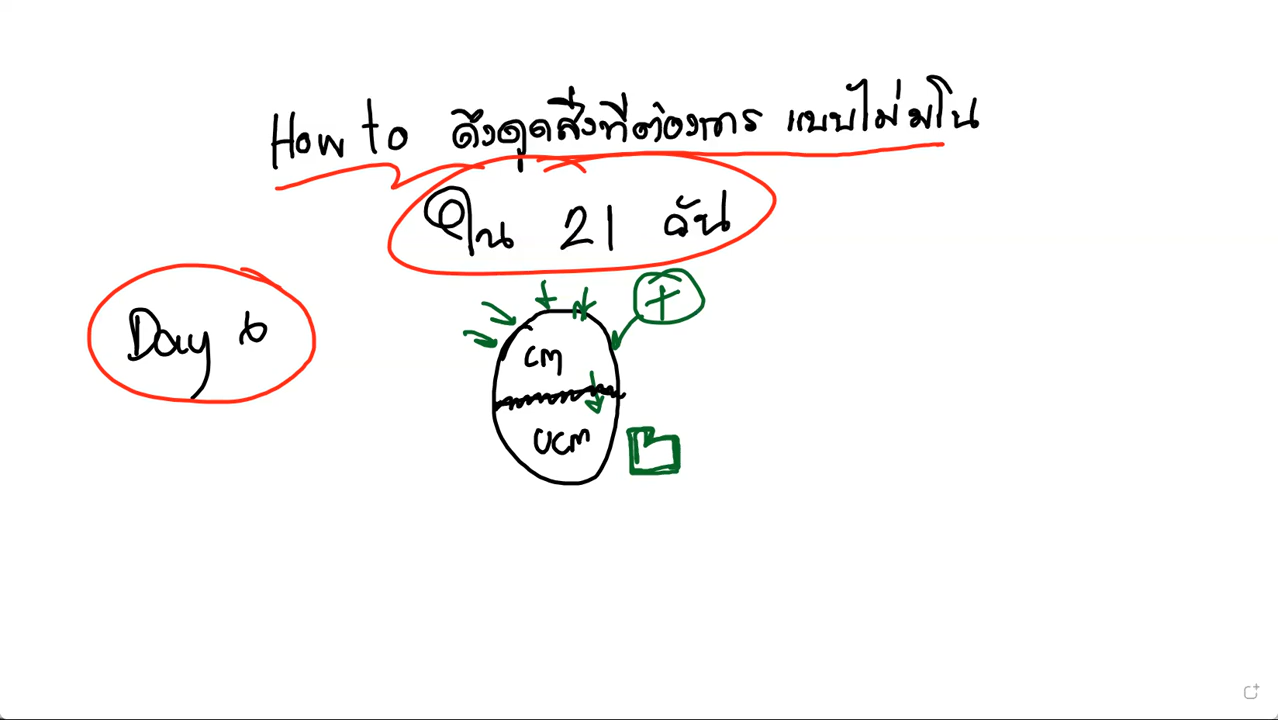 How to ดึงดูดสิ่งที่ต้องการ แบบไม่มโน
ใน 21 วัน
+
Day 6
CM
UCM